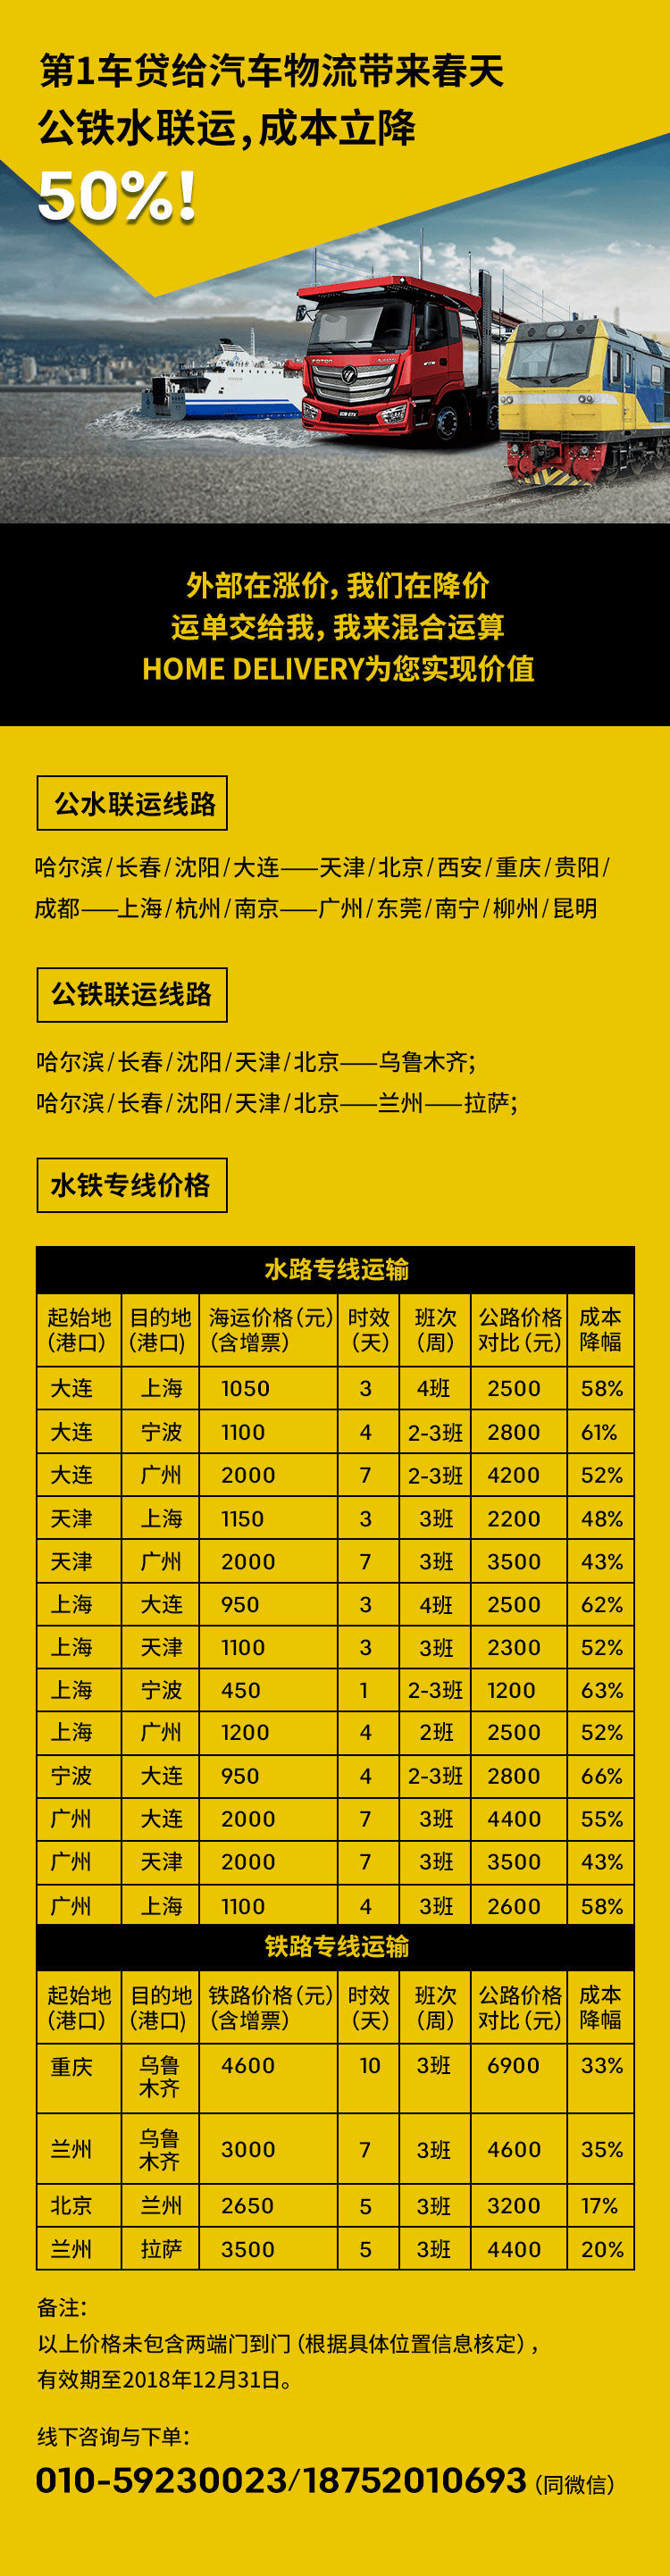 第1车贷给汽车物流带来春天
公铁水联运,成本立降
50%!
FOTON
外部在涨价, 我们在降价
运单交给我, 我来混合运算
HOME DELIVERY为您实现价值
公水联运线路
哈尔滨/长春/沈阳/大连——天津/北京/西安/重庆/贵阳/
成都——上海/杭州/南京——广州/东莞/南宁/柳州/昆明
公铁联运线路
哈尔滨/长春/沈阳/天津/北京——乌鲁木齐;
哈尔滨/长春/沈阳/天津/北京——兰州——拉萨;
水铁专线价格
水路专线运输
起始地 目的地 海运价格(元) 时效 班次 公路价格 成本
(港口) (港口) (含增票) (天) (周) 对比(元) 降幅
大连 上海 1050 3 4班 2500 58%
大连 宁波 1100 4 2-3班 2800 61%
大连 广州 2000 7 2-3班 4200 52%
天津 上海 1150 3 3班 2200 48%
天津 广州 2000 7 3班 3500 43%
上海 大连 950 3 4班 2500 62%
上海 天津 1100 3 3班 2300 52%
上海 宁波 450 1 2-3班 1200 63%
上海 广州 1200 4 2班 2500 52%
宁波 大连 950 4 2-3班 2800 66%
广州 大连 2000 7 3班 4400 55%
广州 天津 2000 7 3班 3500 43%
广州 上海 1100 4 3班 2600 58%
铁路专线运输
起始地 目的地 铁路价格(元) 时效 班次 公路价格 成本
(港口) (港口) (含增票) (天) (周) 对比(元) 降幅
重庆 乌鲁 4600 10 3班 6900 33%
木齐
兰州 乌鲁 3000 7 3班 4600 35%
木齐
北京 兰州 2650 5 3班 3200 17%
兰州 拉萨 3500 5 3班 4400 20%
备注:
以上价格未包含两端门到门(根据具体位置信息核定),
有效期至2018年12月31日。
线下咨询与下单:
010-59230023/18752010693(同微信)